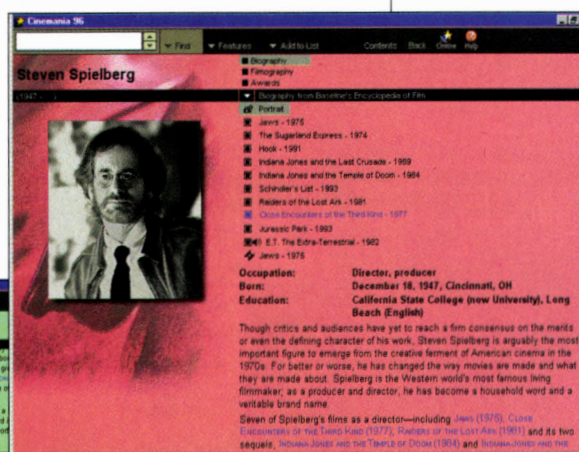 Cinemania 96
Find
Features
Add to List
Contents
Back
Online
Help
Steven Spielberg
Biography
Filmography
Awards
(1947 -
Biography from Baseline's Encyclopedia of Film
Portrait
Jaws - 1975
The Sugarland Express - 1974
Hook - 1991
Indiana Jones and the Last Crusade - 1989
Indiana Jones and the Temple of Doom - 1984
Schindler's List - 1993
Raiders of the Lost Ark - 1981
Close Encounters of the Third Kind - 1977
Jurassic Park - 1993
E.T. The Extra-Terrestrial - 1982
Jaws - 1975
Occupation: Director, producer
Born: December 18, 1947, Cincinnati, OH
Education: California State College (now University), Long
Beach (English)
Though critics and audiences have yet to reach a firm consensus on the merits
or even the defining character of his work, Steven Spielberg is arguably the most
important figure to emerge from the creative ferment of American cinema in the
1970s. For better or worse, he has changed the way movies are made and what
they are made about. Spielberg is the Western world's most famous living
filmmaker; as a producer and director, he has become a household word and a
veritable brand name.
Seven of Spielberg's films as a director—including JAWS (1975), CLOSE
ENCOUNTERS OF THE THIRD KIND (1977), RAIDERS OF THE LOST ARK (1981) and its two
sequels, INDIANA JONES AND THE TEMPLE OF DOOM (1984) and INDIANA JONES AND THE